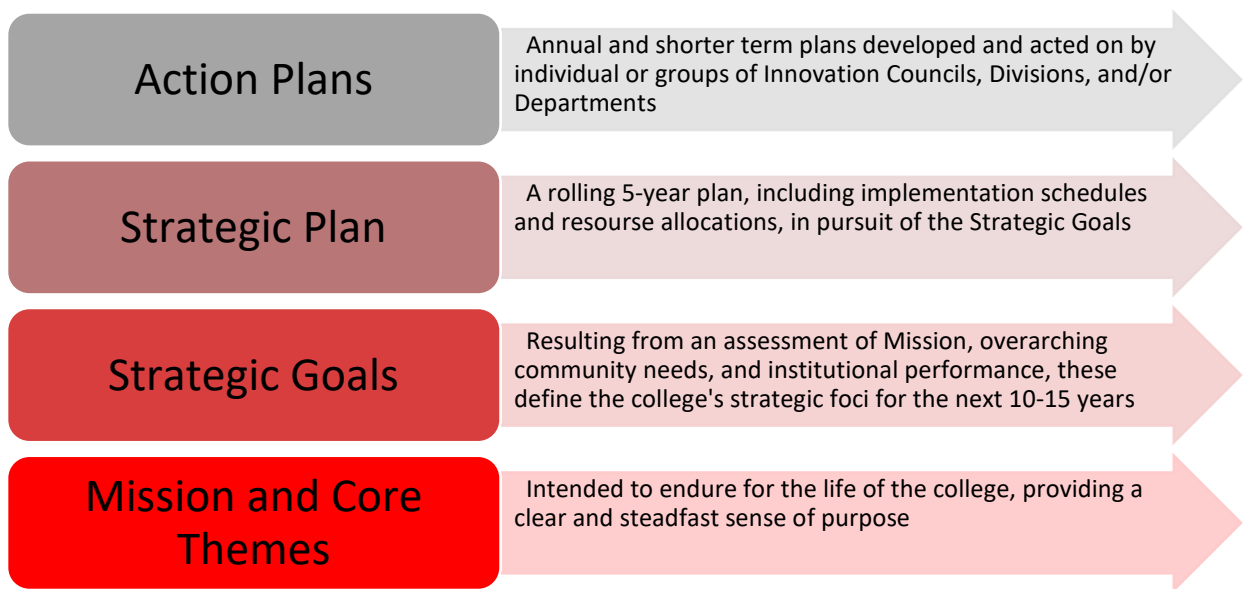 Action Plans
Annual and shorter term plans developed and acted on by
individual or groups of Innovation Councils, Divisions, and/or
Departments
Strategic Plan
A rolling 5-year plan, including implementation schedules
and resourse allocations, in pursuit of the Strategic Goals
Strategic Goals
Resulting from an assessment of Mission, overarching
community needs, and institutional performance, these
define the college's strategic foci for the next 10-15 years
Mission and Core
Themes
Intended to endure for the life of the college, providing a
clear and steadfast sense of purpose